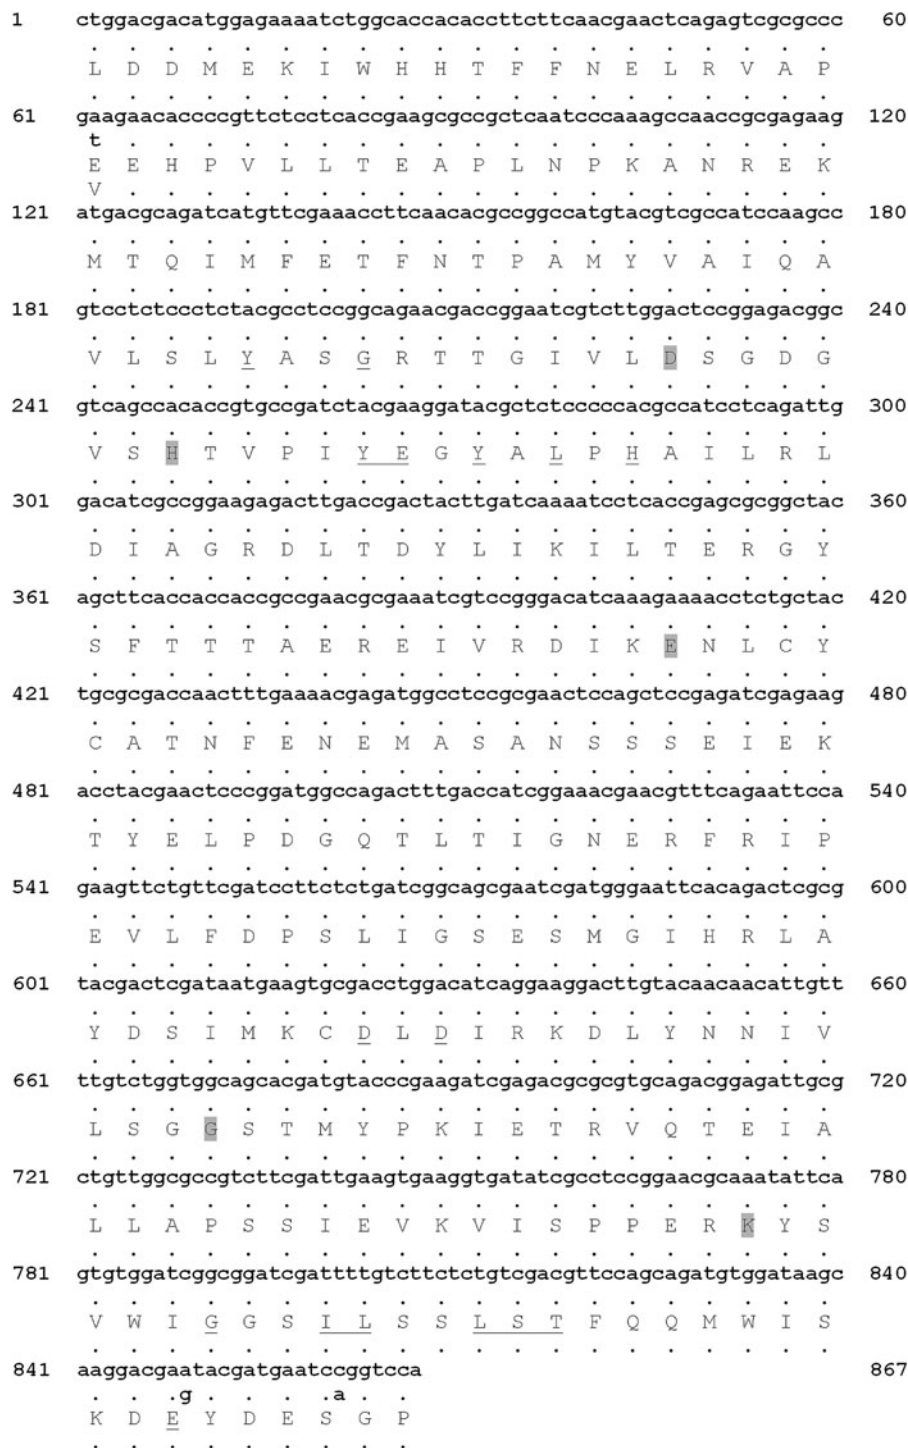 1 ctggacgacatggagaaaatctggcaccacaccttcttcaacgaactcagagtcgcgccc 60
L D D M E K I W H H T F F N E L R V A P
61 gaagaacaccccgttctcctcaccgaagcgccgctcaatcccaaagccaaccgcgagaag 120
t
E E H P V L L T E A P L N P K A N R E K
V
121 atgacgcagatcatgttcgaaaccttcaacacgccggccatgtacgtcgccatccaagcc 180
M T Q I M F E T F N T P A M Y V A I Q A
181 gtcctctccctctacgcctccggcagaacgaccggaatcgtcttggactccggagacggc 240
V L S L Y A S G R T T G I V L D S G D G
241 gtcagccacaccgtgccgatctacgaaggatacgctctcccccacgccatcctcagattg 300
V S H T V P I Y E G Y A L P H A I L R L
301 gacatcgccggaagagacttgaccgactacttgatcaaaatcctcaccgagcgcggctac 360
D I A G R D L T D Y L I K I L T E R G Y
361 agcttcaccaccaccgccgaacgcgaaatcgtccgggacatcaaagaaaacctctgctac 420
S F T T T A E R E I V R D I K E N L C Y
421 tgcgcgaccaactttgaaaacgagatggcctccgcgaactccagctccgagatcgagaag 480
C A T N F E N E M A S A N S S S E I E K
481 acctacgaactcccggatggccagactttgaccatcggaaacgaacgtttcagaattcca 540
T Y E L P D G Q T L T I G N E R F R I P
541 gaagttctgttcgatccttctctgatcggcagcgaatcgatgggaattcacagactcgcg 600
E V L F D P S L I G S E S M G I H R L A
601 tacgactcgataatgaagtgcgacctggacatcaggaaggacttgtacaacaacattgtt 660
Y D S I M K C D L D I R K D L Y N N I V
661 ttgtctggtggcagcacgatgtacccgaagatcgagacgcgcgtgcagacggagattgcg 720
L S G G S T M Y P K I E T R V Q T E I A
721 ctgttggcgccgtcttcgattgaagtgaaggtgatatcgcctccggaacgcaaatattca 780
L L A P S S I E V K V I S P P E R K Y S
781 gtgtggatcggcggatcgattttgtcttctctgtcgacgttccagcagatgtggataagc 840
V W I G G S I L S S L S T F Q Q M W I S
841 aaggacgaatacgatgaatccggtcca 867
g a
K D E Y D E S G P